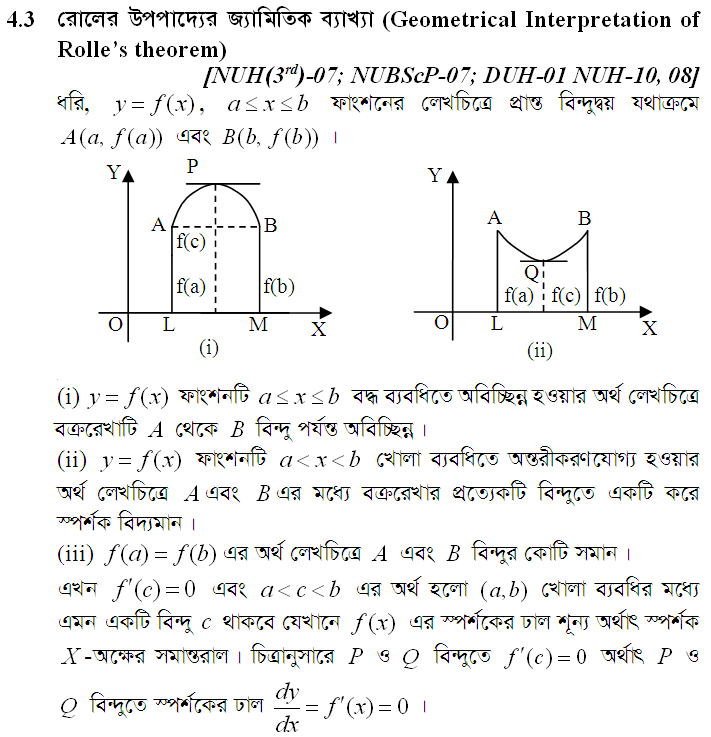 4.3 রোলের উপপাদ্যের জ্যামিতিক ব্যাখ্যা (Geometrical Interpretation of
Rolle's theorem)
[NUH(3rd)-07; NUBScP-07; DUH-01 NUH-10, 08]
ধরি, y = f(x), a ≤ x ≤ b ফাংশনের লেখচিত্রে প্রান্ত বিন্দুদ্বয় যথাক্রমে
A(a, f(a)) এবং B(b, f(b)) ।
Y P
A B
f(c)
f(a) f(b)
O L M X
(i)
Y
A B
Q
f(a) f(c) f(b)
O L M X
(ii)
(i) y = f(x) ফাংশনটি a ≤ x ≤ b বদ্ধ ব্যবধিতে অবিচ্ছিন্ন হওয়ার অর্থ লেখচিত্রে
বক্ররেখাটি A থেকে B বিন্দু পর্যন্ত অবিচ্ছিন্ন ।
(ii) y = f(x) ফাংশনটি a < x < b খোলা ব্যবধিতে অন্তরীকরণযোগ্য হওয়ার
অর্থ লেখচিত্রে A এবং B এর মধ্যে বক্ররেখার প্রত্যেকটি বিন্দুতে একটি করে
স্পর্শক বিদ্যমান ।
(iii) f(a) = f(b) এর অর্থ লেখচিত্রে A এবং B বিন্দুর কোটি সমান ।
এখন f'(c) = 0 এবং a < c < b এর অর্থ হলো (a,b) খোলা ব্যবধির মধ্যে
এমন একটি বিন্দু c থাকবে যেখানে f(x) এর স্পর্শকের ঢাল শূন্য অর্থাৎ স্পর্শক
X -অক্ষের সমান্তরাল । চিত্রানুসারে P ও Q বিন্দুতে f'(c) = 0 অর্থাৎ P ও
Q বিন্দুতে স্পর্শকের ঢাল dy/dx = f'(x) = 0 ।